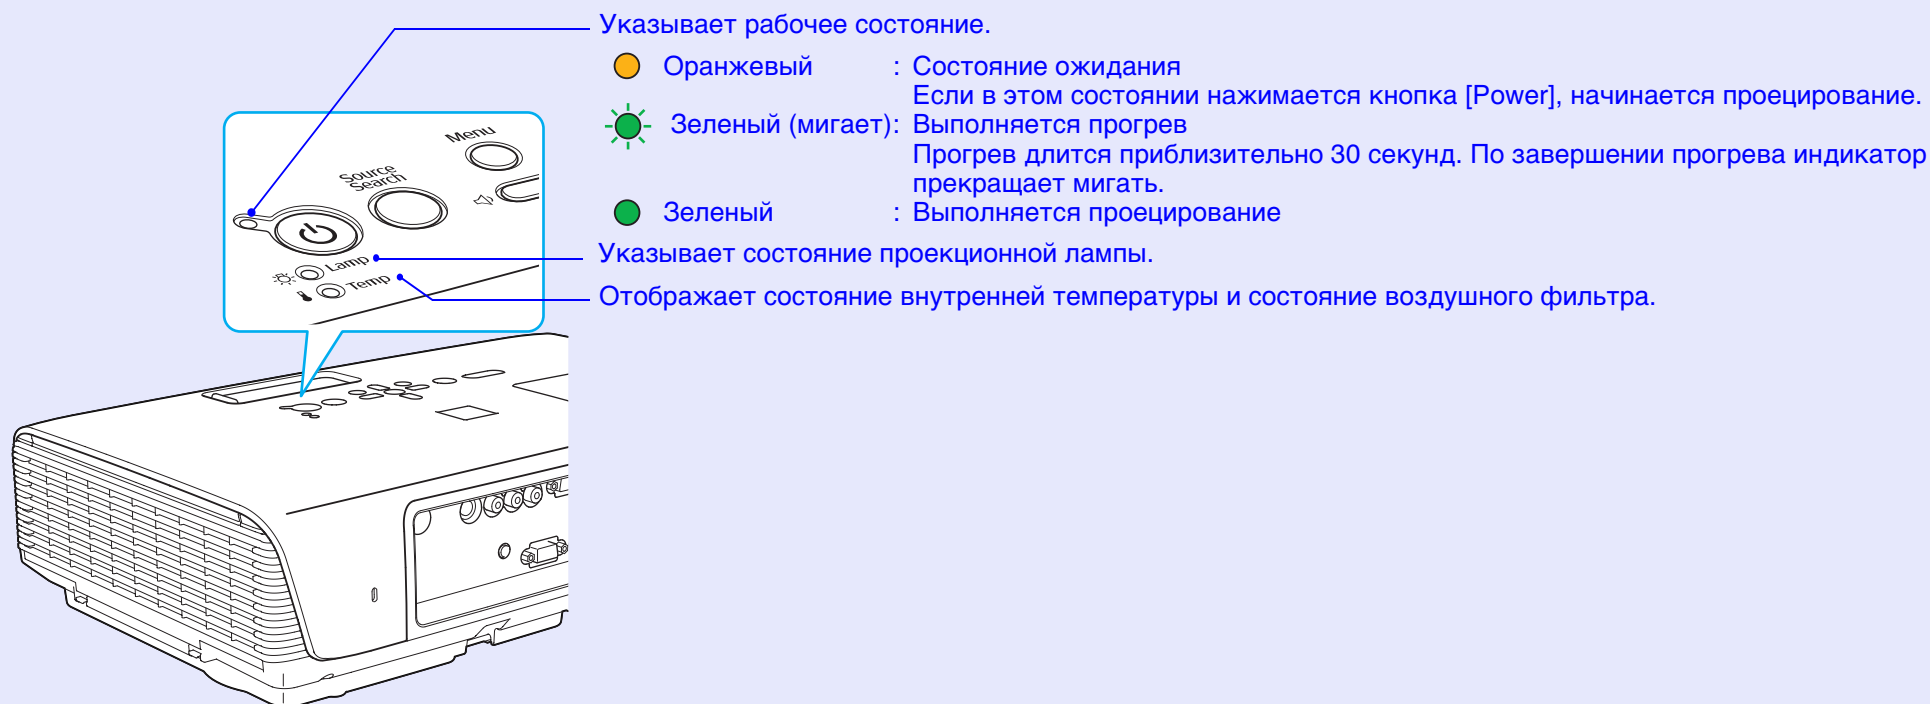 Указывает рабочее состояние.
Оранжевый : Состояние ожидания
Если в этом состоянии нажимается кнопка [Power], начинается проецирование.
Зеленый (мигает): Выполняется прогрев
Прогрев длится приблизительно 30 секунд. По завершении прогрева индикатор
прекращает мигать.
Зеленый : Выполняется проецирование
Указывает состояние проекционной лампы.
Отображает состояние внутренней температуры и состояние воздушного фильтра.
Menu
Source
Search
Lamp
Temp